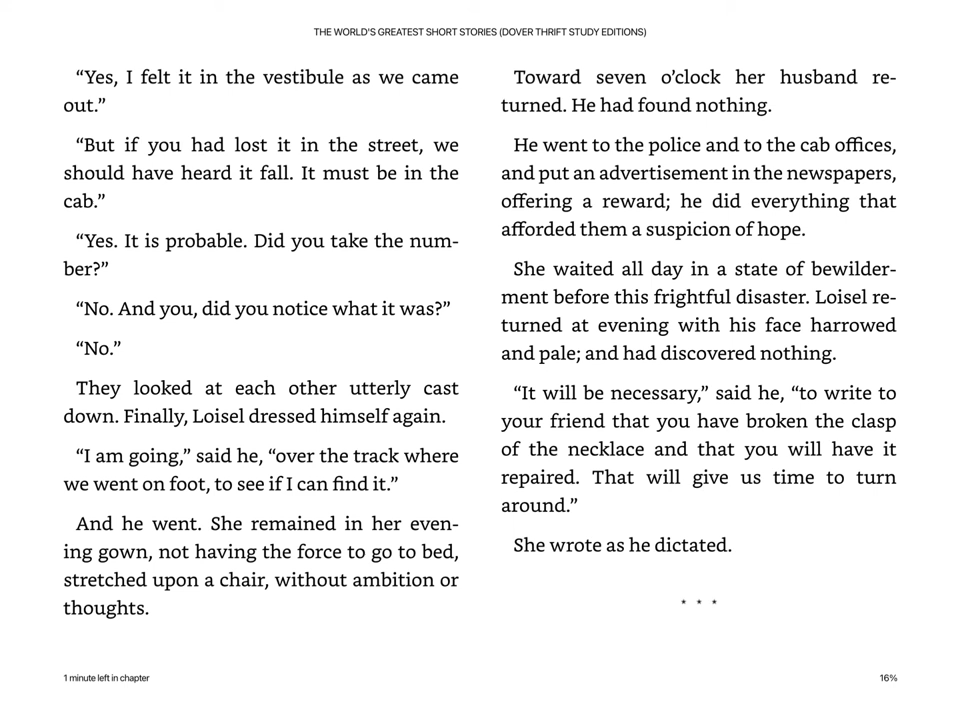 THE WORLD'S GREATEST SHORT STORIES (DOVER THRIFT STUDY EDITIONS)
“Yes, I felt it in the vestibule as we came
out.”
“But if you had lost it in the street, we
should have heard it fall. It must be in the
cab.”
“Yes. It is probable. Did you take the num-
ber?”
“No. And you, did you notice what it was?”
“No.”
They looked at each other utterly cast
down. Finally, Loisel dressed himself again.
“I am going,” said he, “over the track where
we went on foot, to see if I can find it.”
And he went. She remained in her even-
ing gown, not having the force to go to bed,
stretched upon a chair, without ambition or
thoughts.
Toward seven o’clock her husband re-
turned. He had found nothing.
He went to the police and to the cab offices,
and put an advertisement in the newspapers,
offering a reward; he did everything that
afforded them a suspicion of hope.
She waited all day in a state of bewilder-
ment before this frightful disaster. Loisel re-
turned at evening with his face harrowed
and pale; and had discovered nothing.
“It will be necessary,” said he, “to write to
your friend that you have broken the clasp
of the necklace and that you will have it
repaired. That will give us time to turn
around.”
She wrote as he dictated.
* * *
1 minute left in chapter
16%